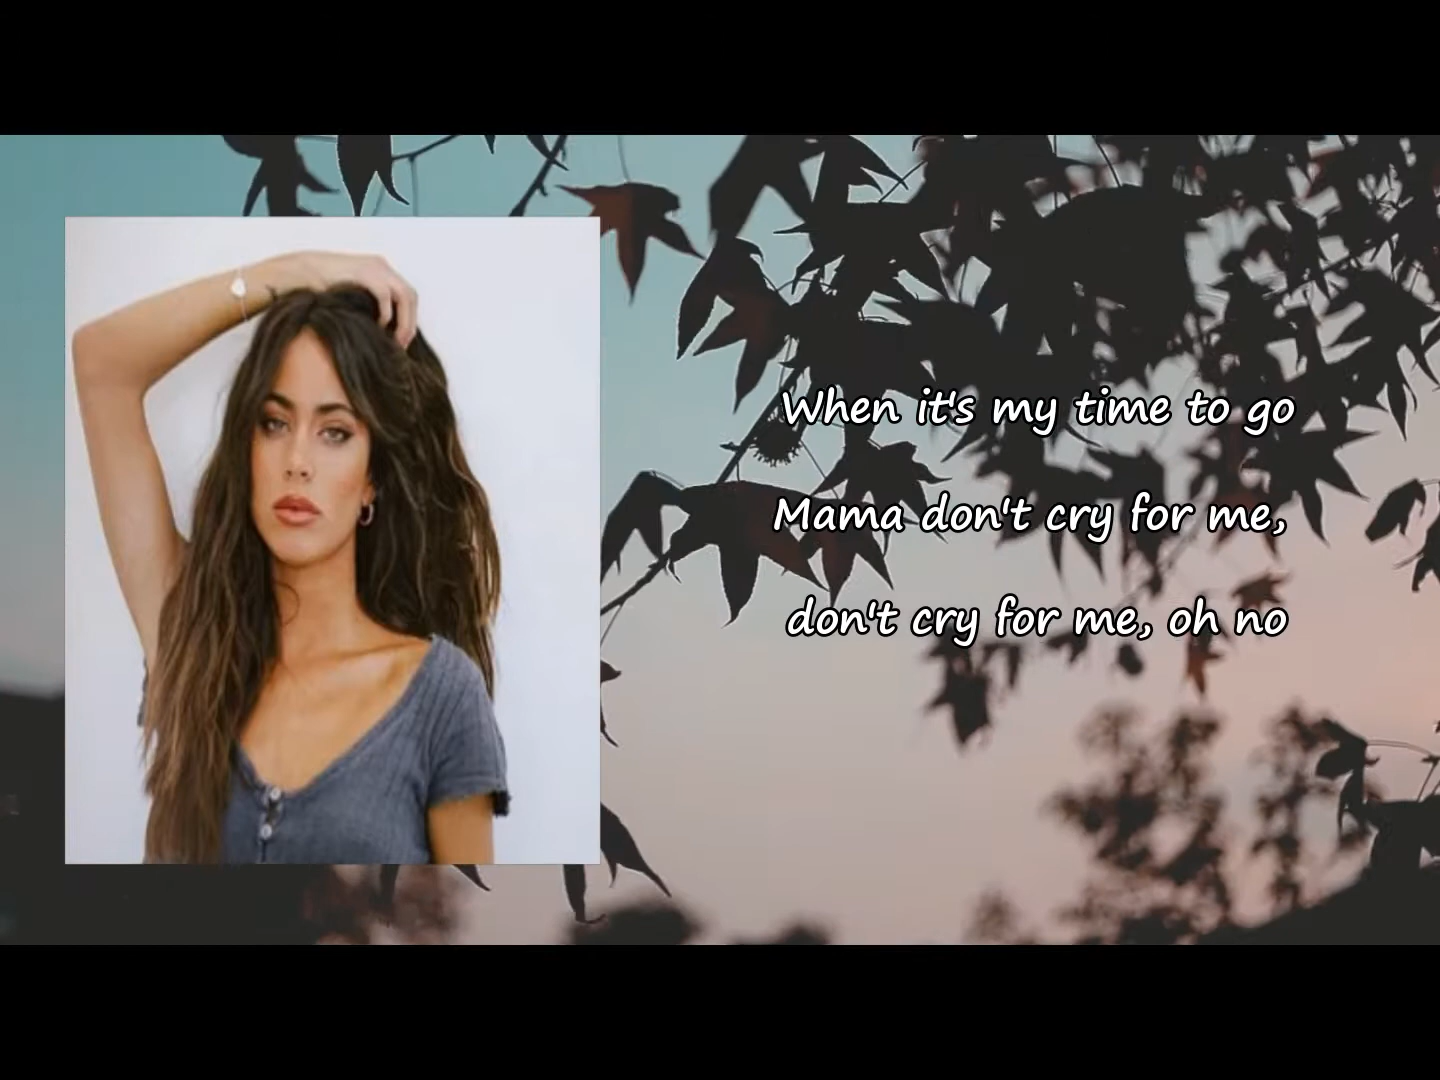 When it's my time to go
Mama don't cry for me,
don't cry for me, oh no